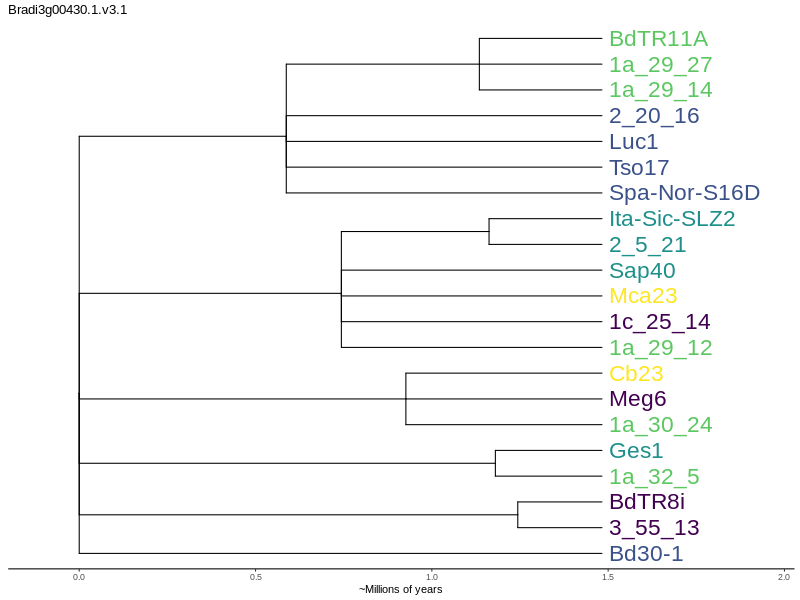 Bradi3g00430.1.v3.1
BdTR11A
1a_29_27
1a_29_14
2_20_16
Luc1
Tso17
Spa-Nor-S16D
Ita-Sic-SLZ2
2_5_21
Sap40
Mca23
1c_25_14
1a_29_12
Cb23
Meg6
1a_30_24
Ges1
1a_32_5
BdTR8i
3_55_13
Bd30-1
0.0 0.5 1.0 1.5 2.0
~Millions of years